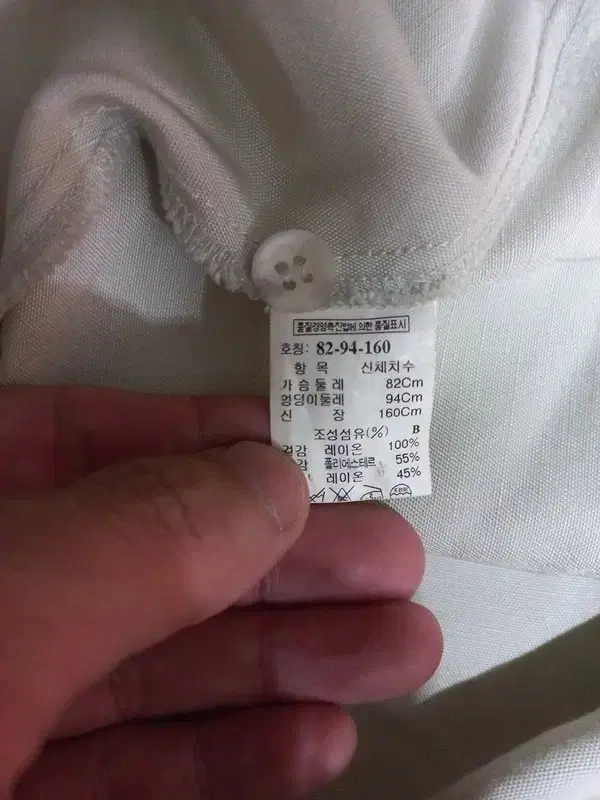 품질경영촉진법에 의한 품질표시
호칭: 82-94-160
항 목 신체치수
가슴둘레 82Cm
엉덩이둘레 94Cm
신 장 160Cm
조성섬유(%) B
겉감 레이온 100%
감 폴리에스테르 55%
레이온 45%